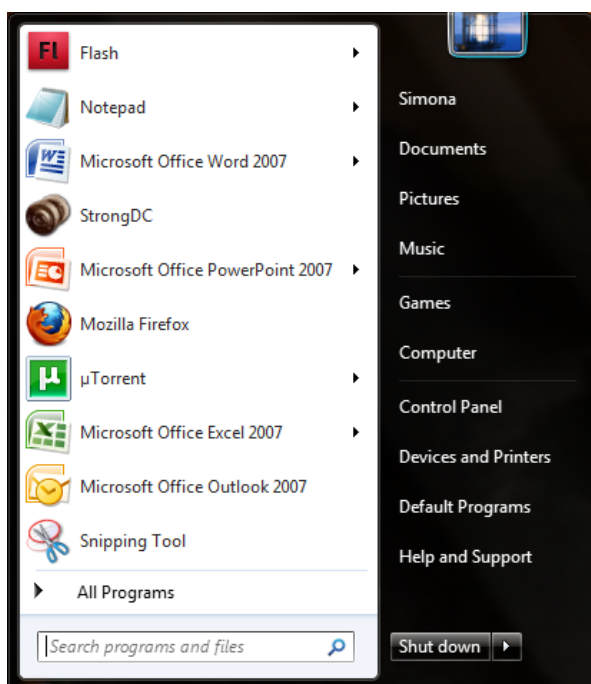 Fl Flash
Notepad
Microsoft Office Word 2007
StrongDC
Microsoft Office PowerPoint 2007
Mozilla Firefox
µ µTorrent
Microsoft Office Excel 2007
Microsoft Office Outlook 2007
Snipping Tool
All Programs
Search programs and files
Simona
Documents
Pictures
Music
Games
Computer
Control Panel
Devices and Printers
Default Programs
Help and Support
Shut down